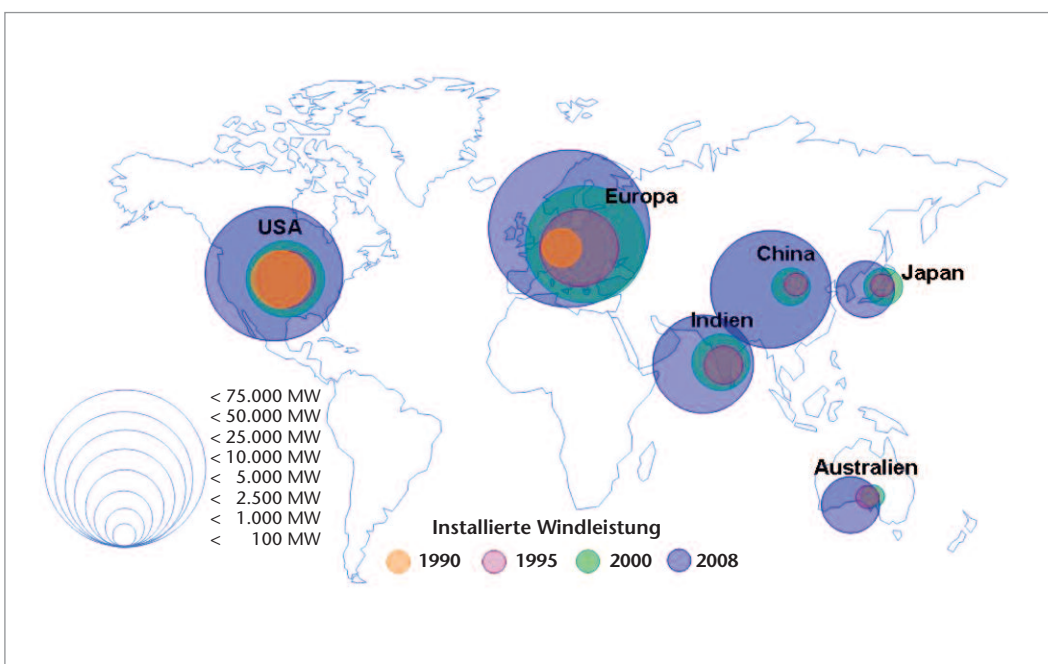 Europa
USA
China
Japan
Indien
< 75.000 MW
< 50.000 MW
< 25.000 MW
< 10.000 MW
< 5.000 MW
< 2.500 MW
< 1.000 MW
< 100 MW
Australien
Installierte Windleistung
1990 1995 2000 2008